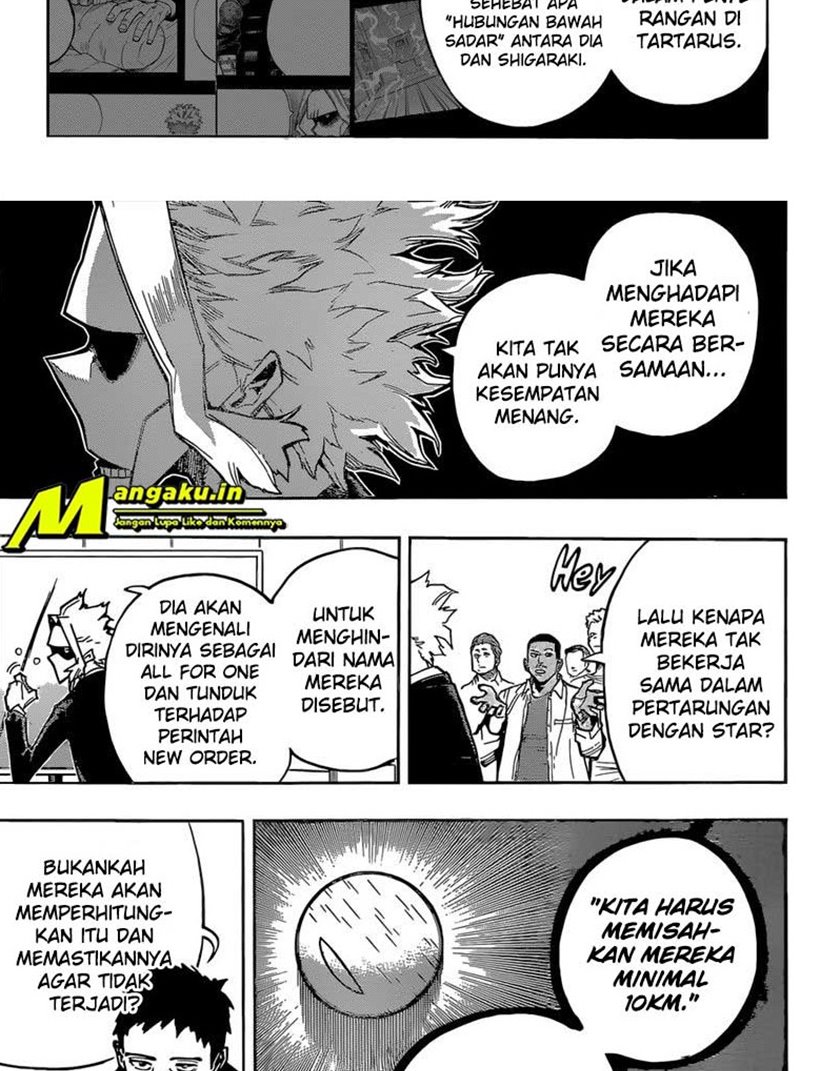 RANGAN DI
TARTARUS.
SEHEBAT APA
"HUBUNGAN BAWAH
SADAR" ANTARA DIA
DAN SHIGARAKI.
JIKA
MENGHADAPI
MEREKA
SECARA BER-
SAMAAN...
KITA TAK
AKAN PUNYA
KESEMPATAN
MENANG.
Mangaku.in
Jangan Lupa Like dan Komennya
Hey
LALU KENAPA
MEREKA TAK
BEKERJA
SAMA DALAM
PERTARUNGAN
DENGAN STAR?
UNTUK
MENGHIN-
DARI NAMA
MEREKA
DISEBUT.
DIA AKAN
MENGENALI
DIRINYA SEBAGAI
ALL FOR ONE
DAN TUNDUK
TERHADAP
PERINTAH
NEW ORDER.
"KITA HARUS
MEMISAH-
KAN MEREKA
MINIMAL
10KM."
BUKANKAH
MEREKA AKAN
MEMPERHITUNG-
KAN ITU DAN
MEMASTIKANNYA
AGAR TIDAK
TERJADI?